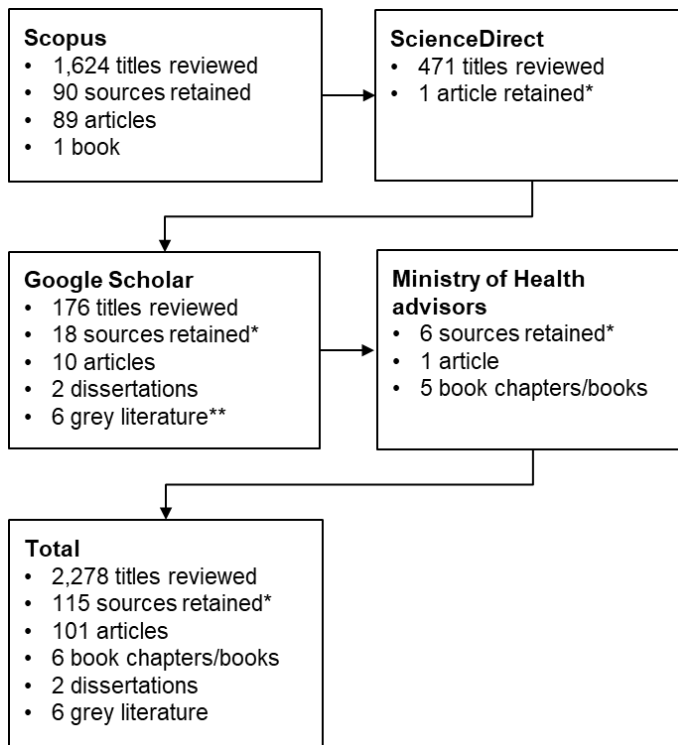 Scopus
• 1,624 titles reviewed
• 90 sources retained
• 89 articles
• 1 book
ScienceDirect
• 471 titles reviewed
• 1 article retained*
Google Scholar
• 176 titles reviewed
• 18 sources retained*
• 10 articles
• 2 dissertations
• 6 grey literature**
Ministry of Health
advisors
• 6 sources retained*
• 1 article
• 5 book chapters/books
Total
• 2,278 titles reviewed
• 115 sources retained*
• 101 articles
• 6 book chapters/books
• 2 dissertations
• 6 grey literature